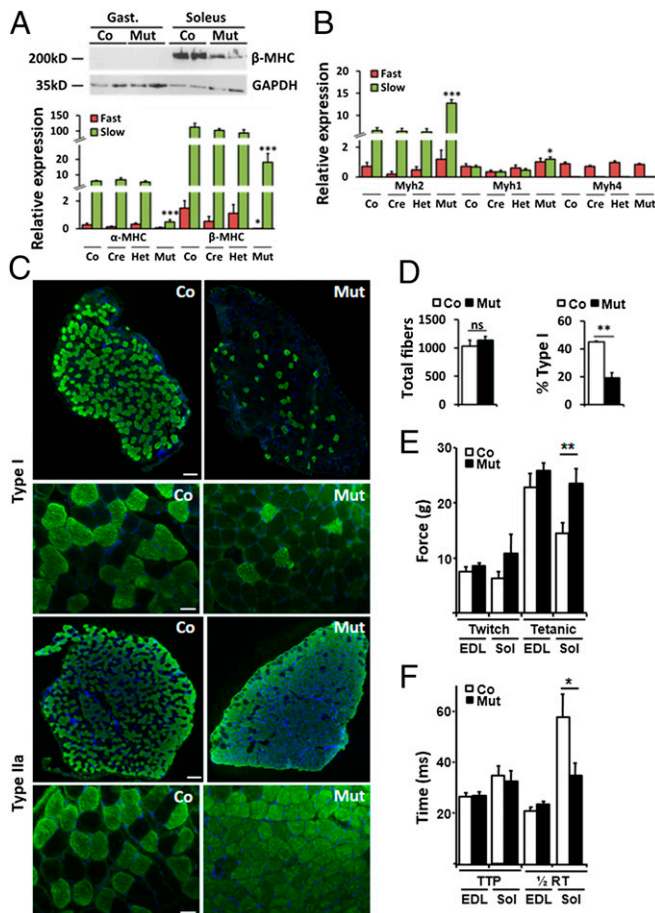 A
Gast. Soleus
Co Mut Co Mut
200kD β-MHC
35kD GAPDH
Fast
Slow
Relative expression
150
100
50
20
10
0
2
0
***
***
*
Co Cre Het Mut Co Cre Het Mut
α-MHC β-MHC
B
Fast
Slow
Relative expression
20
15
10
5
2
1
0
***
*
Myh2 Myh1 Myh4
Co Cre Het Mut Co Cre Het Mut Co Cre Het Mut
C
Type I
Co Mut
Co Mut
Type IIa
Co Mut
Co Mut
D
Co Mut
Total fibers
1500
1000
500
0
ns
Co Mut
% Type I
60
40
20
0
**
E
Co
Mut
Force (g)
30
20
10
**
Twitch Tetanic
EDL Sol EDL Sol
F
Co
Mut
Time (ms)
60
40
20
*
TTP ½ RT
EDL Sol EDL Sol